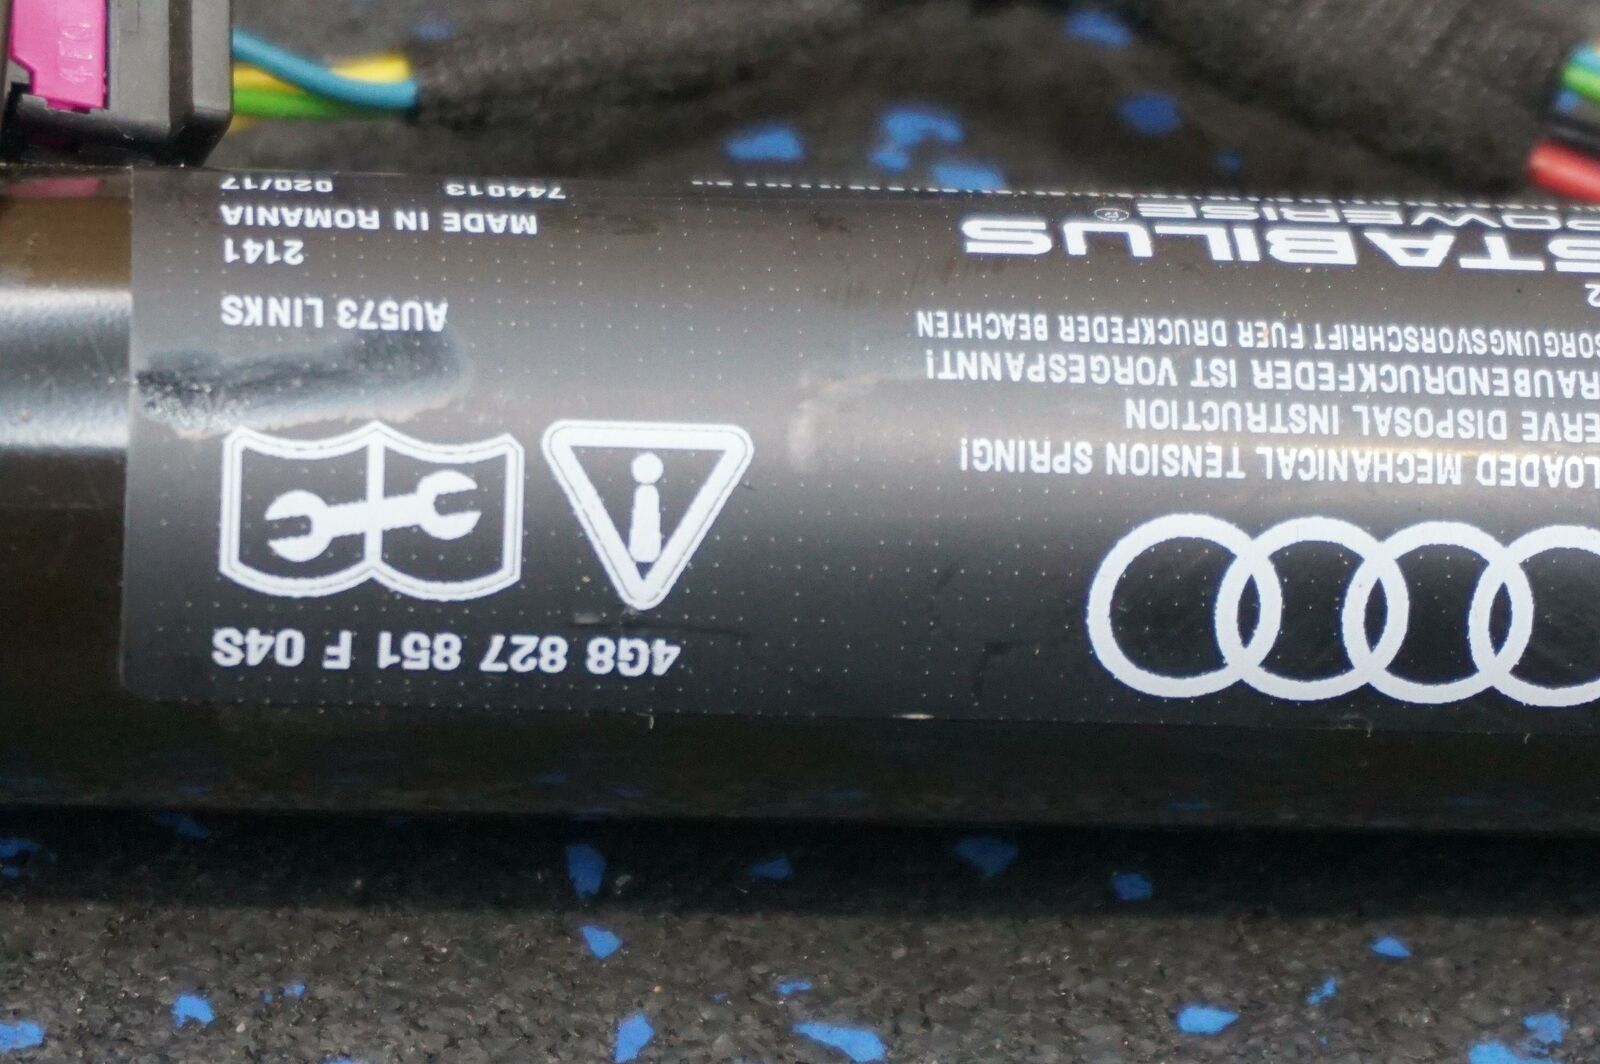 4G8 827 851 F 04S
LOADED MECHANICAL TENSION SPRING!
ERVE DISPOSAL INSTRUCTION
RAUBENDRUCKFEDER IST VORGESPANNT!
SORGUNGSVORSCHRIFT FUER DRUCKFEDER BEACHTEN
2
STABILUS
POWERISE®
AU573 LINKS
2141
MADE IN ROMANIA
744013 020/17